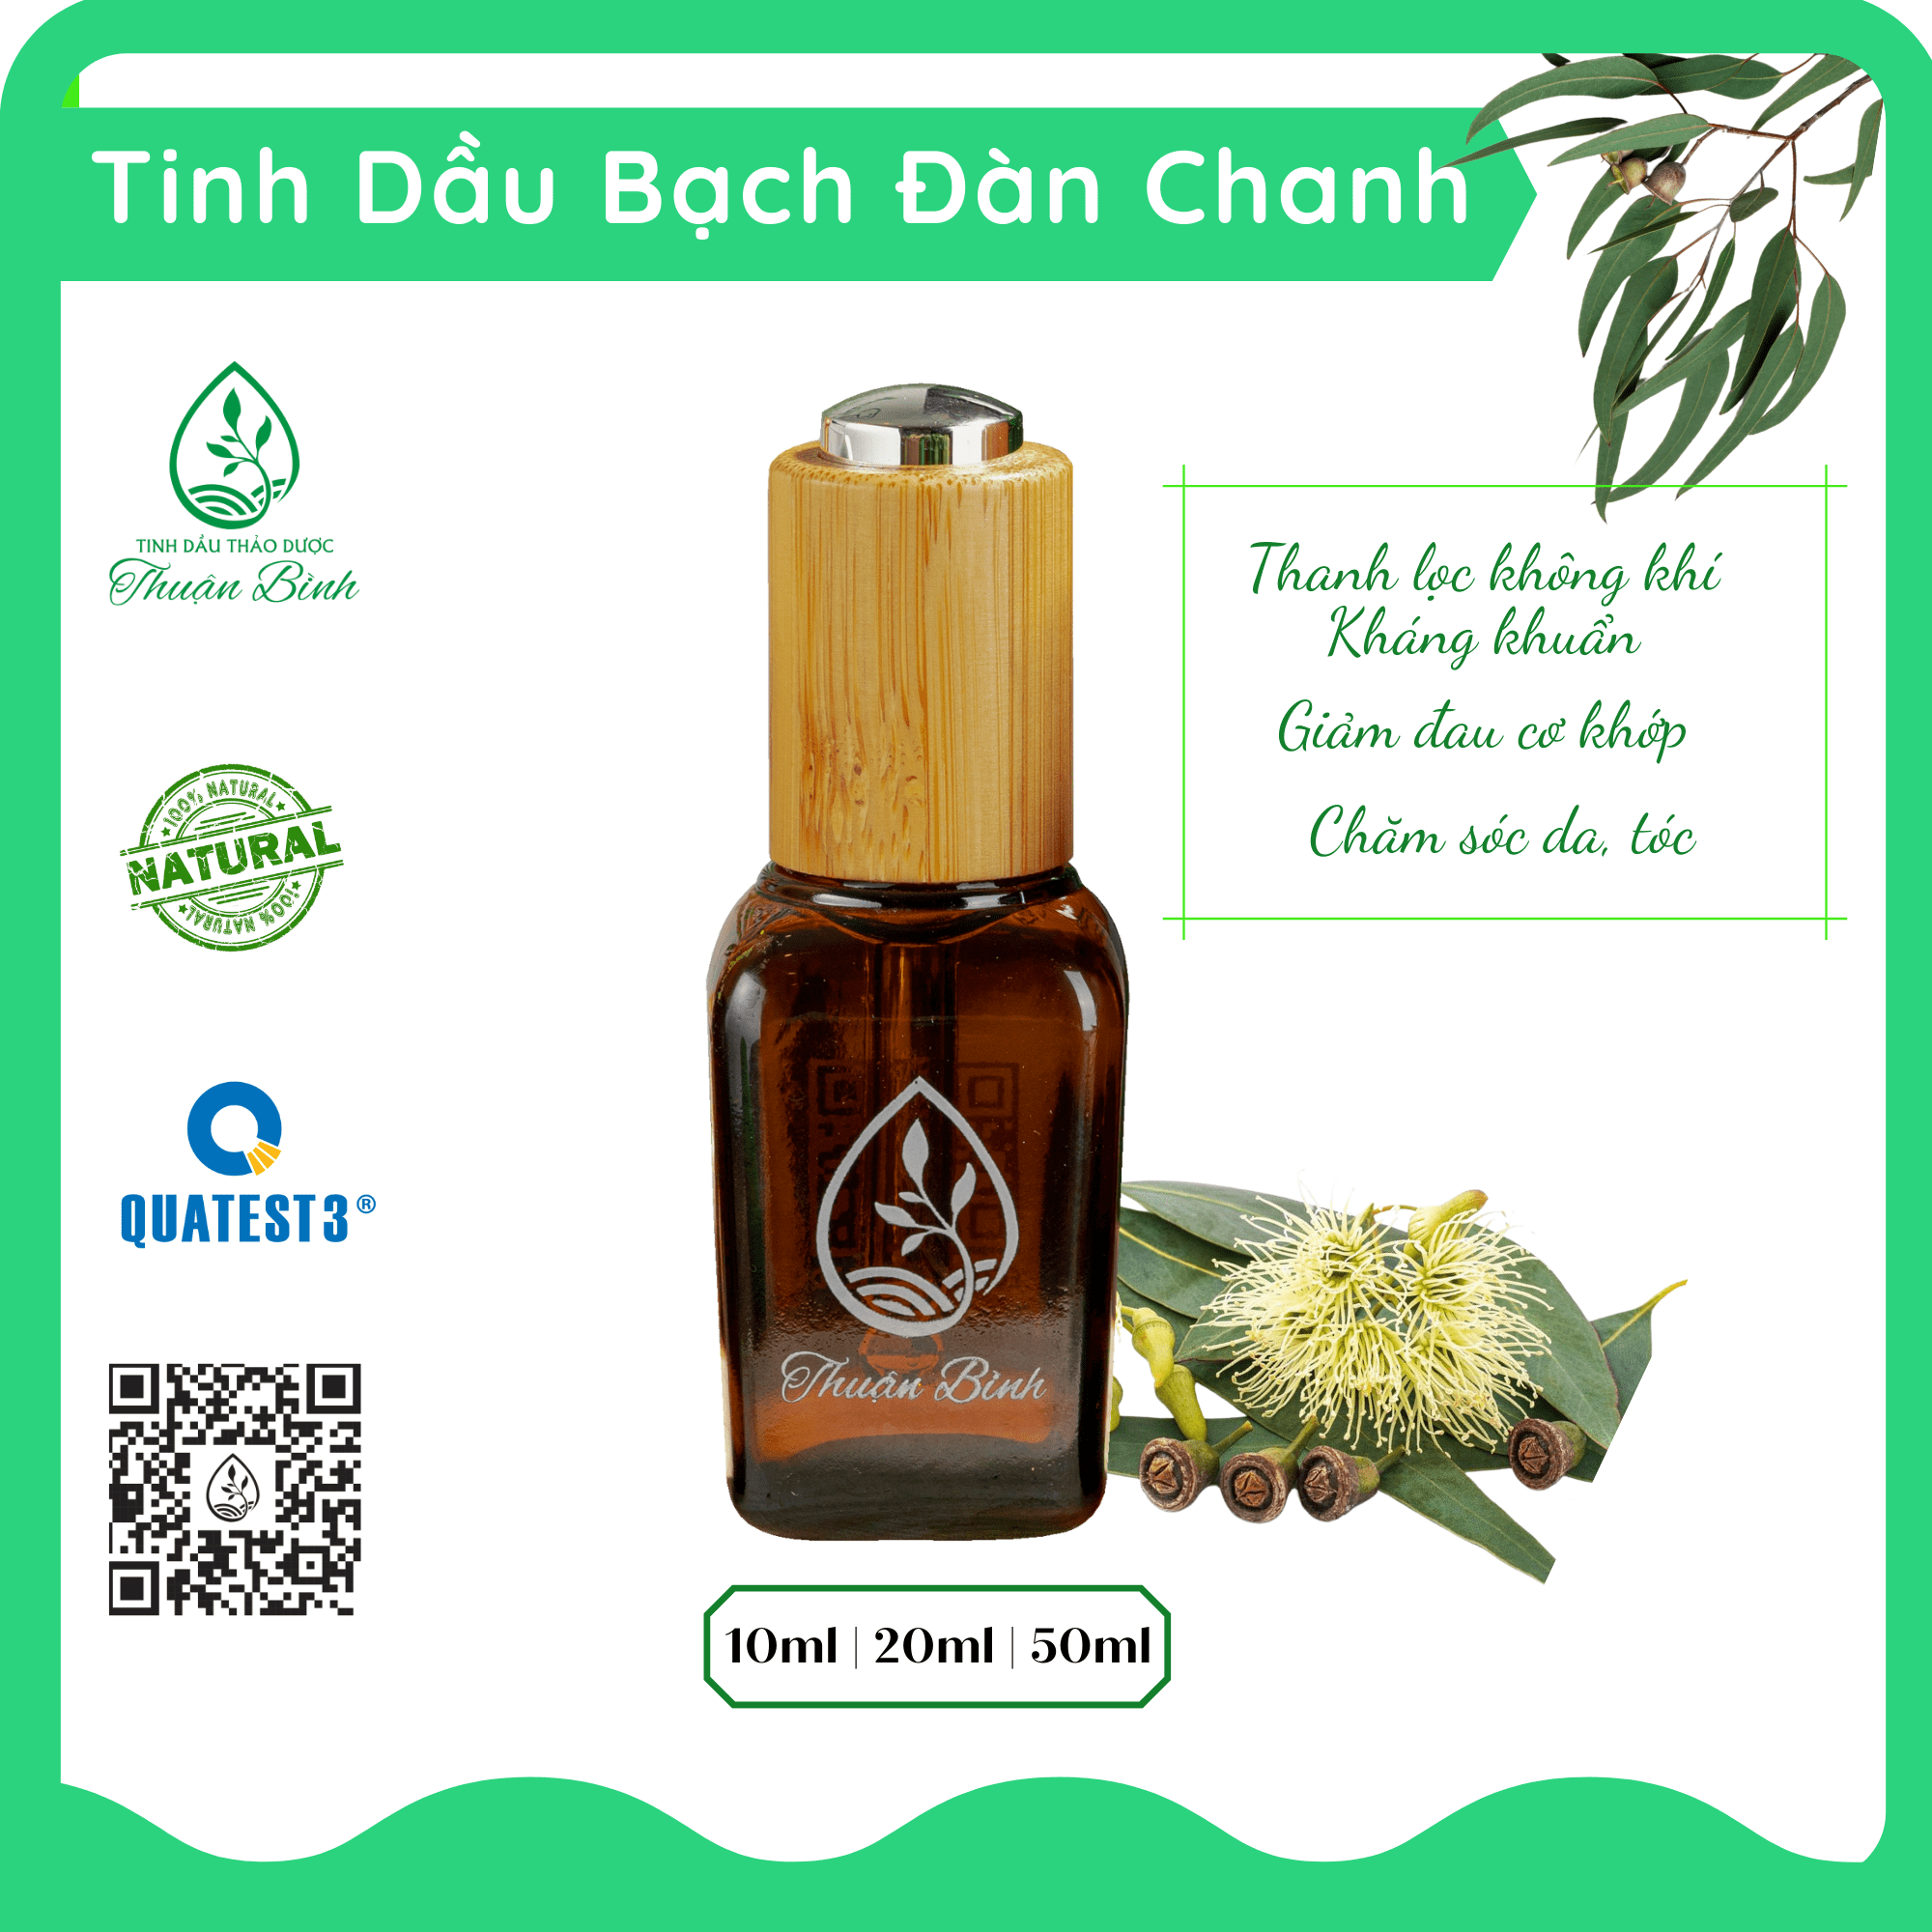 Tinh Dầu Bạch Đàn Chanh
TINH DẦU THẢO DƯỢC
Thuận Bình
Thanh lọc không khí
Kháng khuẩn
Giảm đau cơ khớp
Chăm sóc da, tóc
100% NATURAL
NATURAL
100% NATURAL
QUATEST 3®
Thuận Bình
10ml | 20ml | 50ml